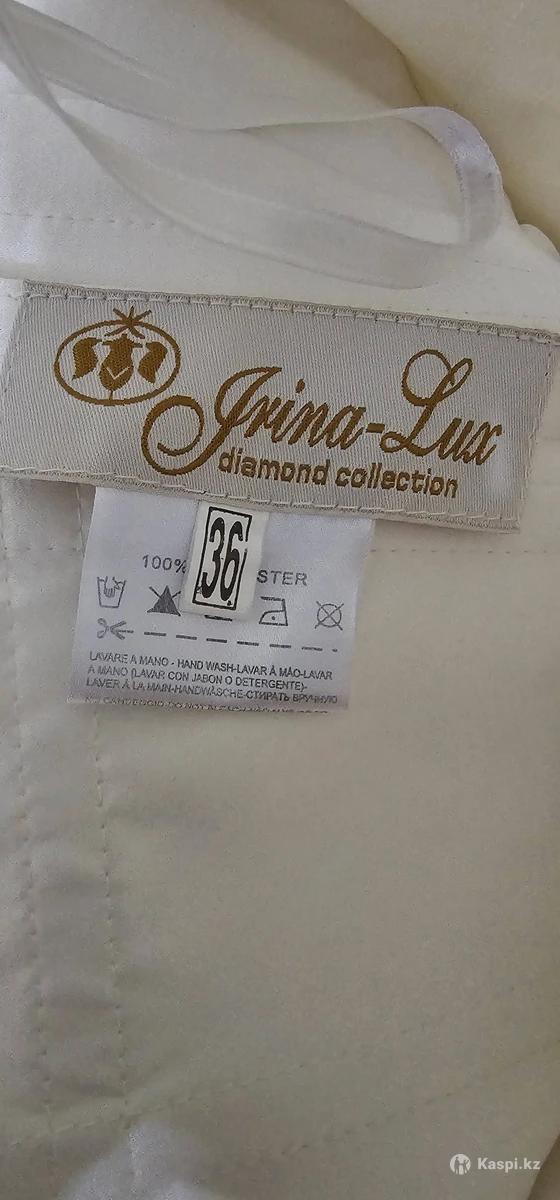 Irina-Lux
diamond collection
36
100% STER
LAVARE A MANO - HAND WASH-LAVAR À MÃO-LAVAR
A MANO (LAVAR CON JABON O DETERGENTE)-
LAVER À LA MAIN-HANDWÄSCHE-СТИРАТЬ ВРУЧНУЮ
Kaspi.kz